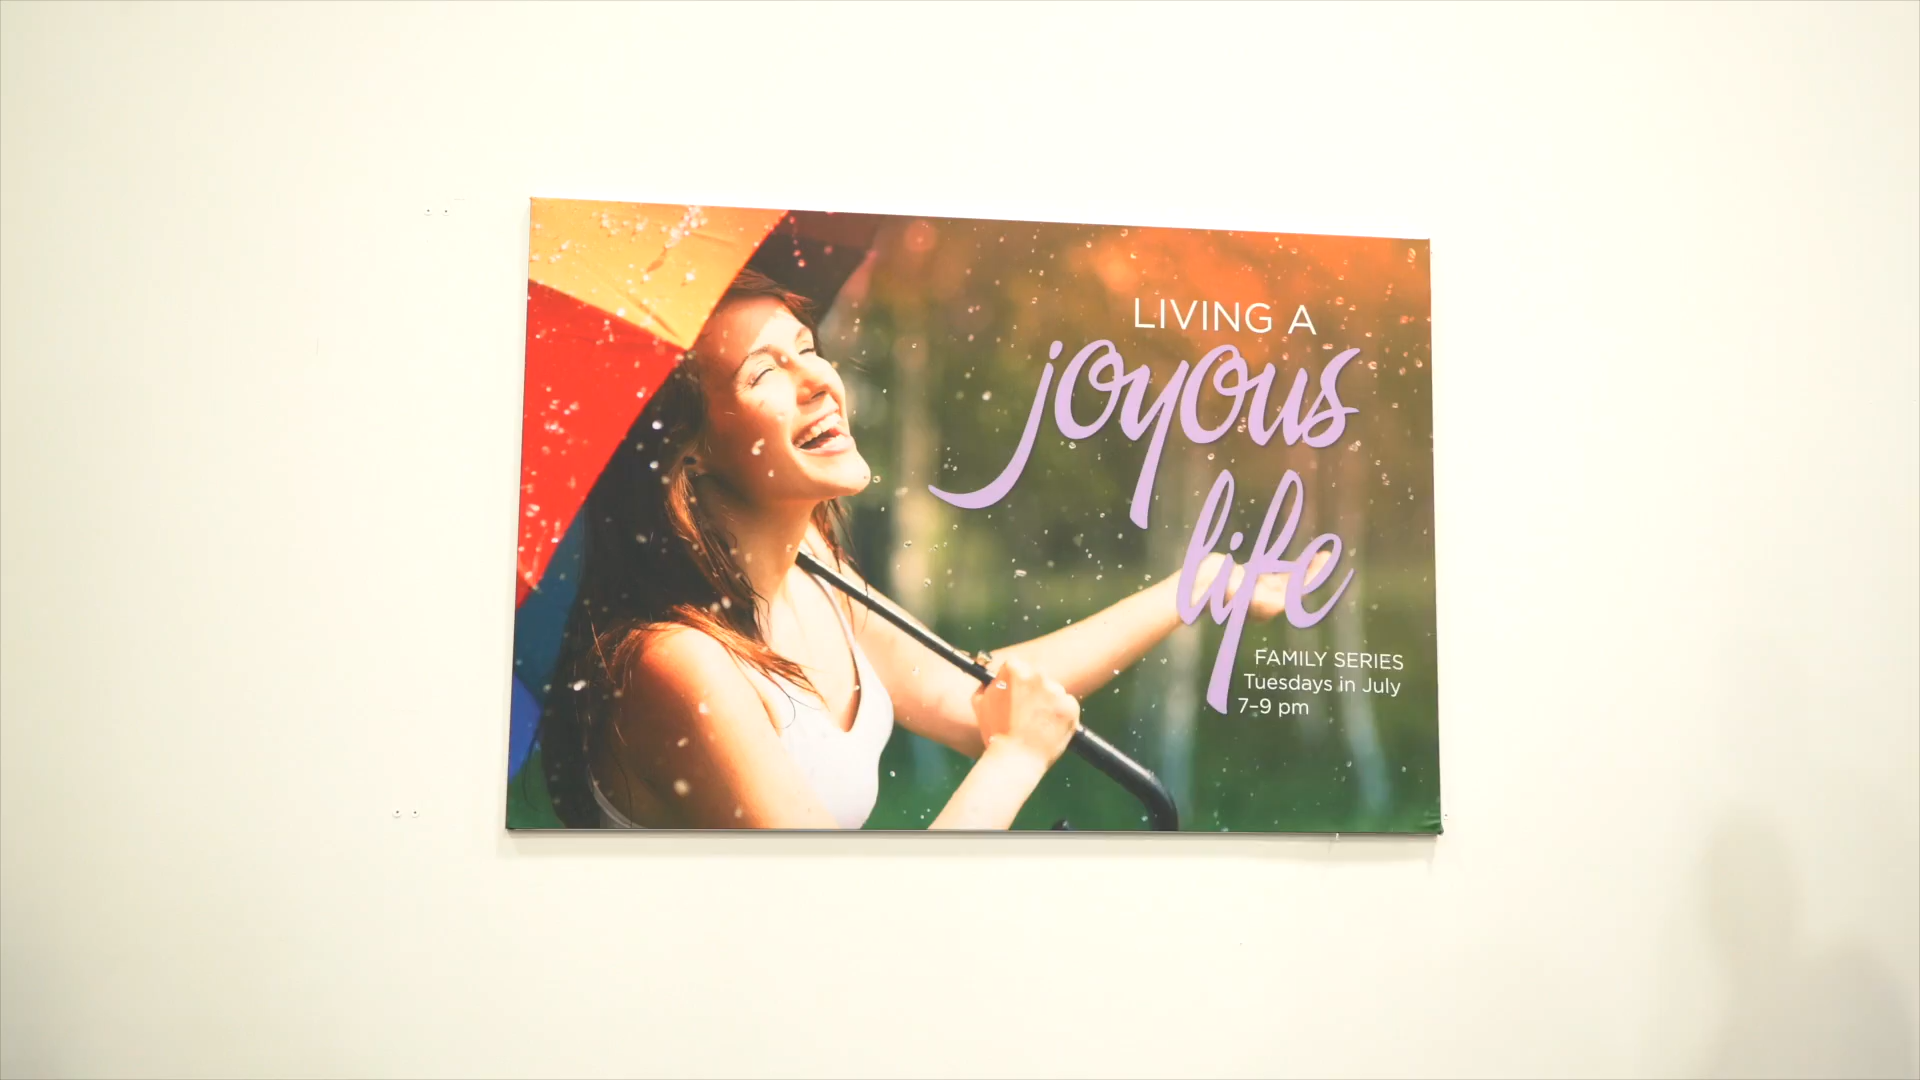 LIVING A
joyous
life
FAMILY SERIES
Tuesdays in July
7–9 pm